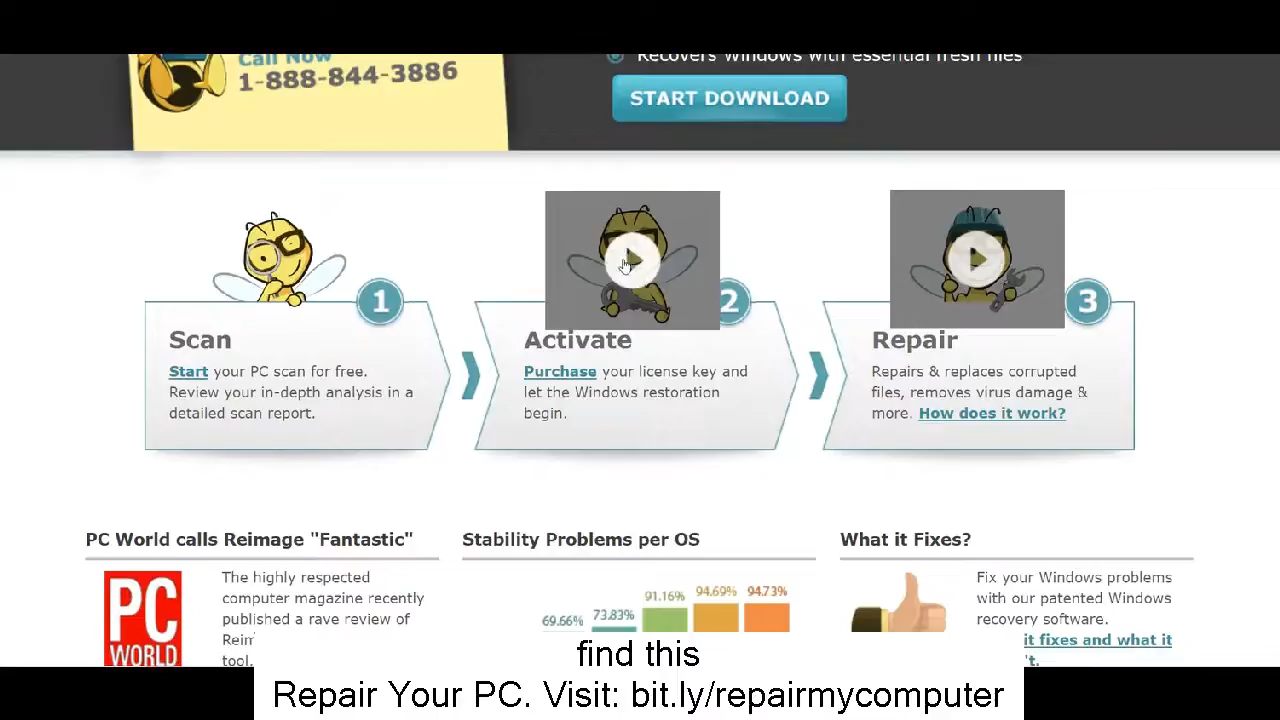 Call Now
1-888-844-3886
Recovers Windows with essential fresh files
START DOWNLOAD
1
2
3
Scan
Start your PC scan for free.
Review your in-depth analysis in a
detailed scan report.
Activate
Purchase your license key and
let the Windows restoration
begin.
Repair
Repairs & replaces corrupted
files, removes virus damage &
more. How does it work?
PC World calls Reimage "Fantastic"
PC
WORLD
The highly respected
computer magazine recently
published a rave review of
tool.
Stability Problems per OS
69.66%
73.83%
91.16%
94.69%
94.73%
What it Fixes?
Fix your Windows problems
with our patented Windows
recovery software.
it fixes and what it
find this
Repair Your PC. Visit: bit.ly/repairmycomputer